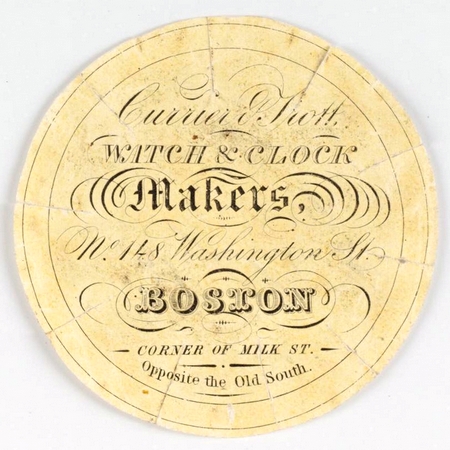 Currier & Trott,
WATCH & CLOCK
Makers,
No. 148 Washington St.
BOSTON
CORNER OF MILK ST.
Opposite the Old South.